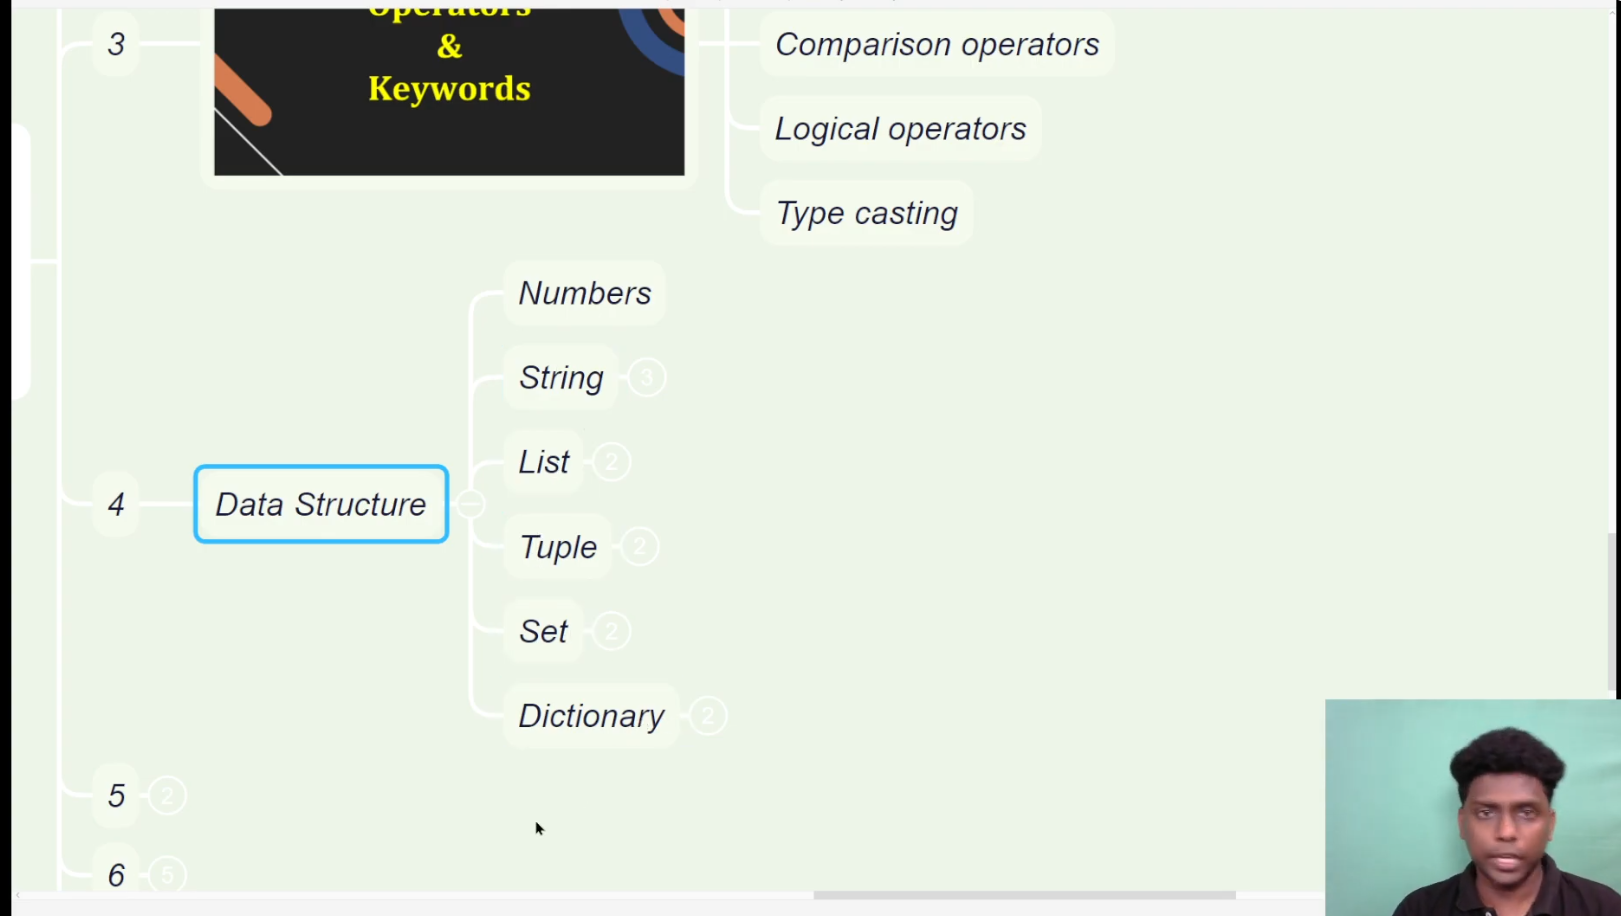 3
Operators
&
Keywords
Comparison operators
Logical operators
Type casting
4
Data Structure
Numbers
String
3
List
2
Tuple
2
Set
2
Dictionary
2
5
2
6
5